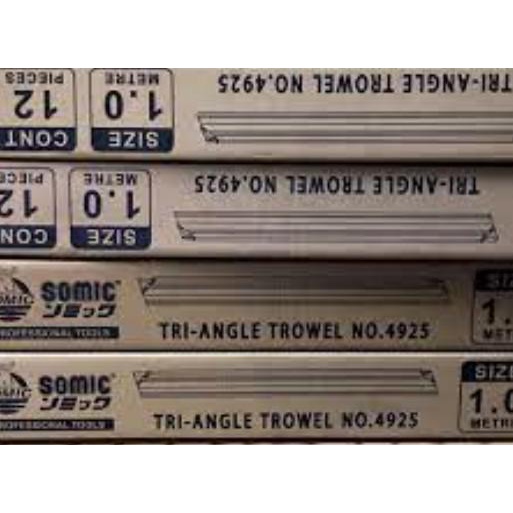 TRI-ANGLE TROWEL NO.4925
SIZE
1.0
METRE
CONT
12
PIECES
TRI-ANGLE TROWEL NO.4925
SIZE
1.0
METRE
CON
12
PIECES
SOMIC
ソミック
PROFESSIONAL TOOLS
TRI-ANGLE TROWEL NO.4925
SIZ
1.
MET
SOMIC
ソミック
PROFESSIONAL TOOLS
TRI-ANGLE TROWEL NO.4925
SIZE
1.0
METR